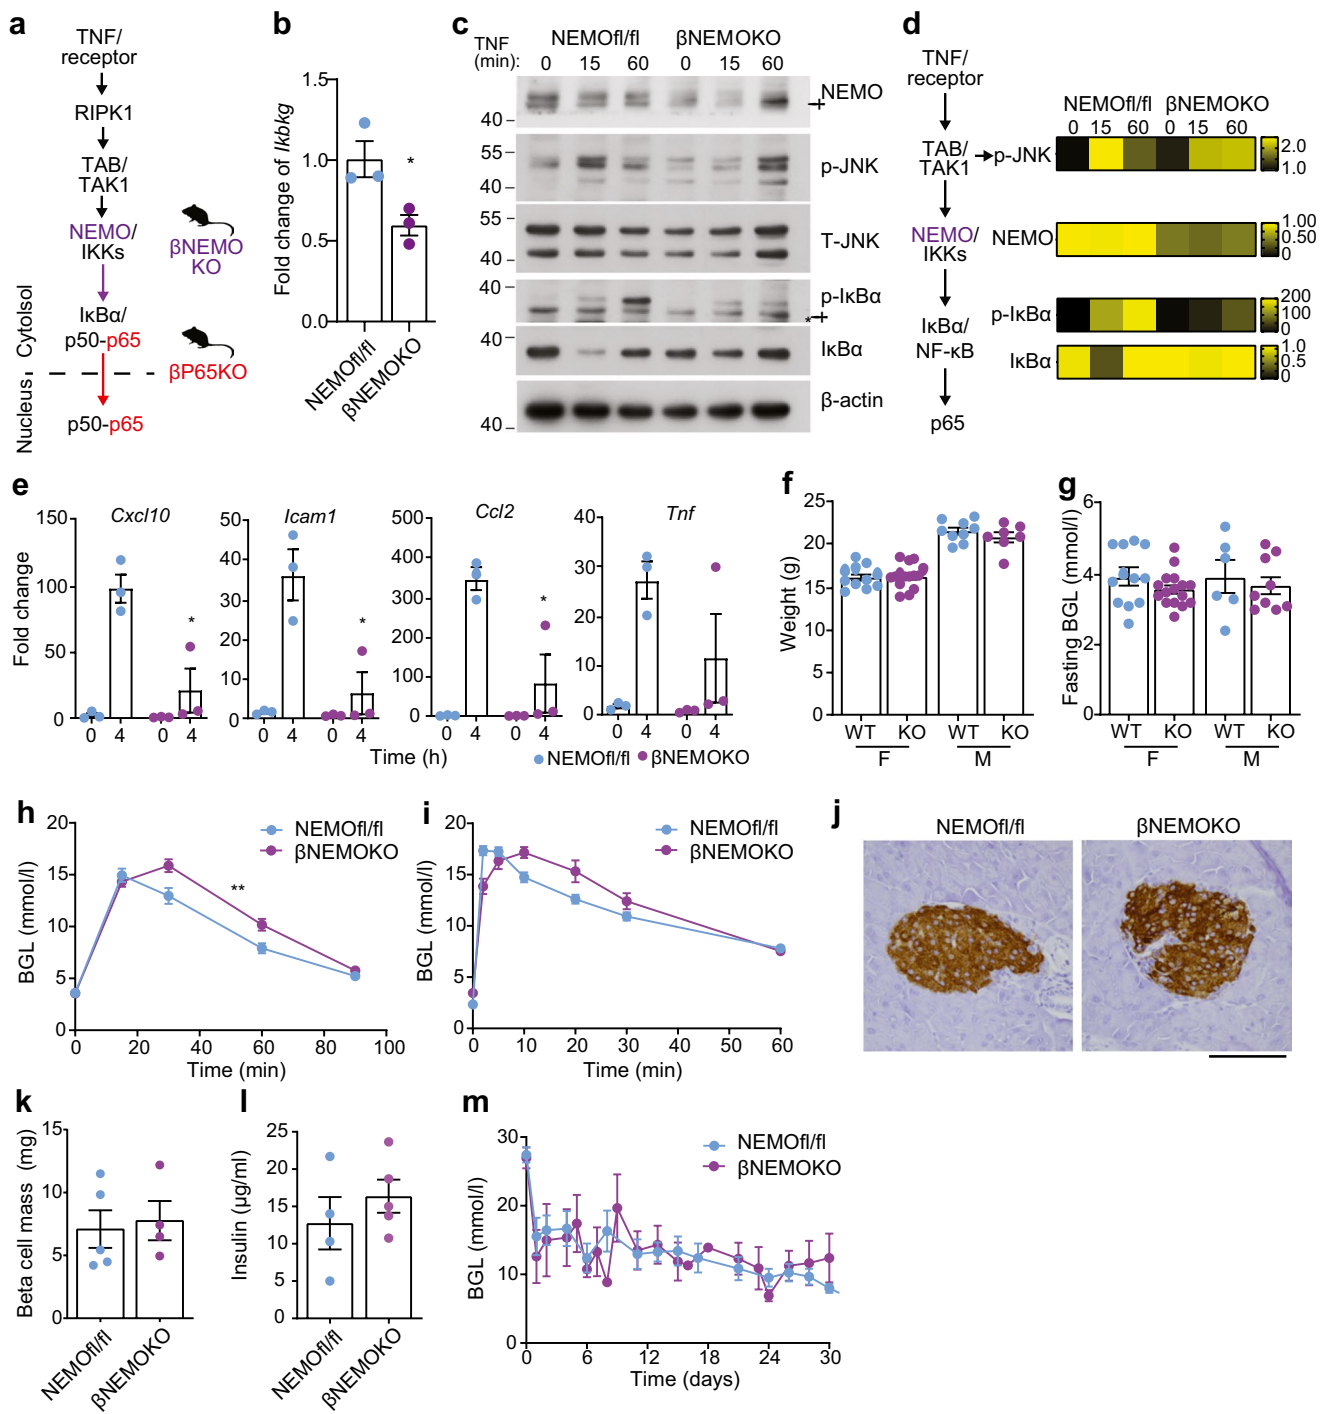 a
TNF/
receptor
RIPK1
TAB/
TAK1
NEMO/
IKKs
IκBα/
p50-p65
p50-p65
Nucleus
Cytolsol
βNEMO
KO
βP65KO
b
Fold change of Ikbkg
1.5
1.0
0.5
0.0
*
NEMOfl/fl
βNEMOKO
c
TNF
(min):
NEMOfl/fl
βNEMOKO
0 15 60 0 15 60
40
NEMO
55
40
p-JNK
55
40
T-JNK
40
p-IκBα
*
40
IκBα
40
β-actin
d
TNF/
receptor
TAB/
TAK1
NEMO/
IKKs
IκBα/
NF-κB
p65
NEMOfl/fl
βNEMOKO
0 15 60 0 15 60
p-JNK
2.0
1.0
NEMO
1.00
0.50
0
p-IκBα
200
100
0
IκBα
1.0
0.5
0
e
Fold change
Cxcl10
150
100
50
0
*
0 4 0 4
Icam1
50
40
30
20
10
0
*
0 4 0 4
Ccl2
500
400
300
200
100
0
*
0 4 0 4
Tnf
40
30
20
10
0
0 4 0 4
Time (h)
NEMOfl/fl
βNEMOKO
f
Weight (g)
25
20
15
10
5
0
WT KO WT KO
F M
g
Fasting BGL (mmol/l)
6
4
2
0
WT KO WT KO
F M
h
BGL (mmol/l)
20
15
10
5
0
NEMOfl/fl
βNEMOKO
**
0 20 40 60 80 100
Time (min)
i
BGL (mmol/l)
20
15
10
5
0
NEMOfl/fl
βNEMOKO
0 10 20 30 40 50 60
Time (min)
j
NEMOfl/fl
βNEMOKO
k
Beta cell mass (mg)
15
10
5
0
NEMOfl/fl
βNEMOKO
l
Insulin (µg/ml)
25
20
15
10
5
0
NEMOfl/fl
βNEMOKO
m
BGL (mmol/l)
30
20
10
0
NEMOfl/fl
βNEMOKO
0 6 12 18 24 30
Time (days)